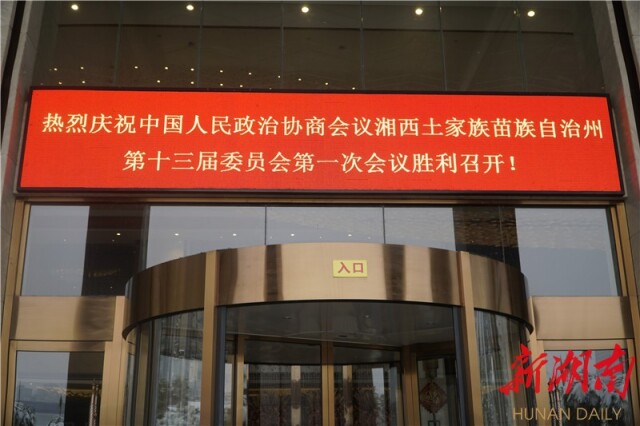 热烈庆祝中国人民政治协商会议湘西土家族苗族自治州
第十三届委员会第一次会议胜利召开！
入口
新湖南
HUNAN DAILY